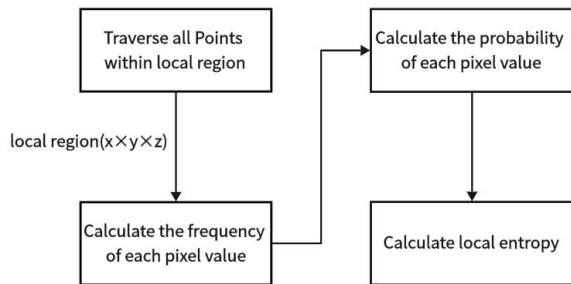 Traverse all Points
within local region
local region(x×y×z)
Calculate the frequency
of each pixel value
Calculate the probability
of each pixel value
Calculate local entropy